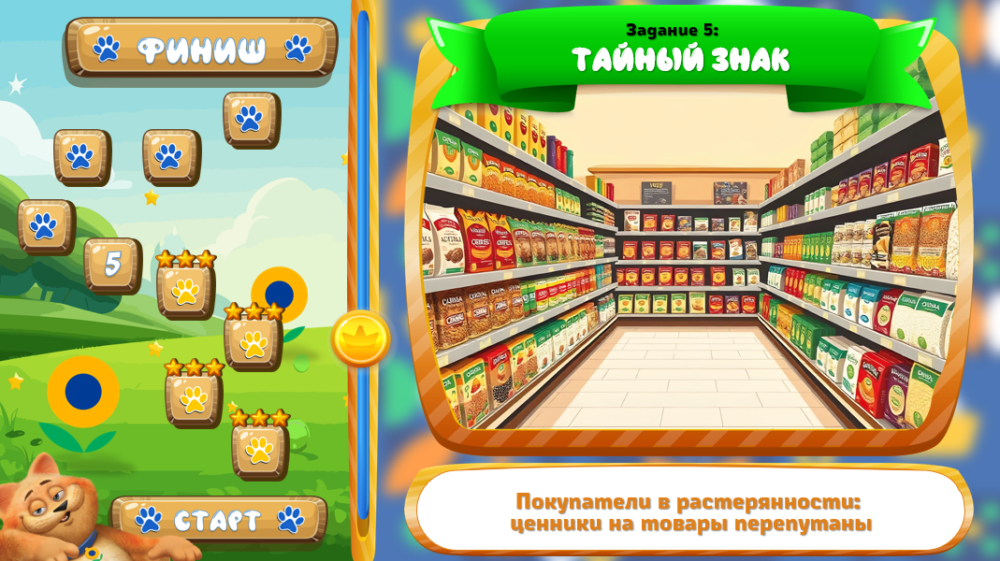 ФИНИШ
5
СТАРТ
Задание 5:
ТАЙНЫЙ ЗНАК
Покупатели в растерянности:
ценники на товары перепутаны